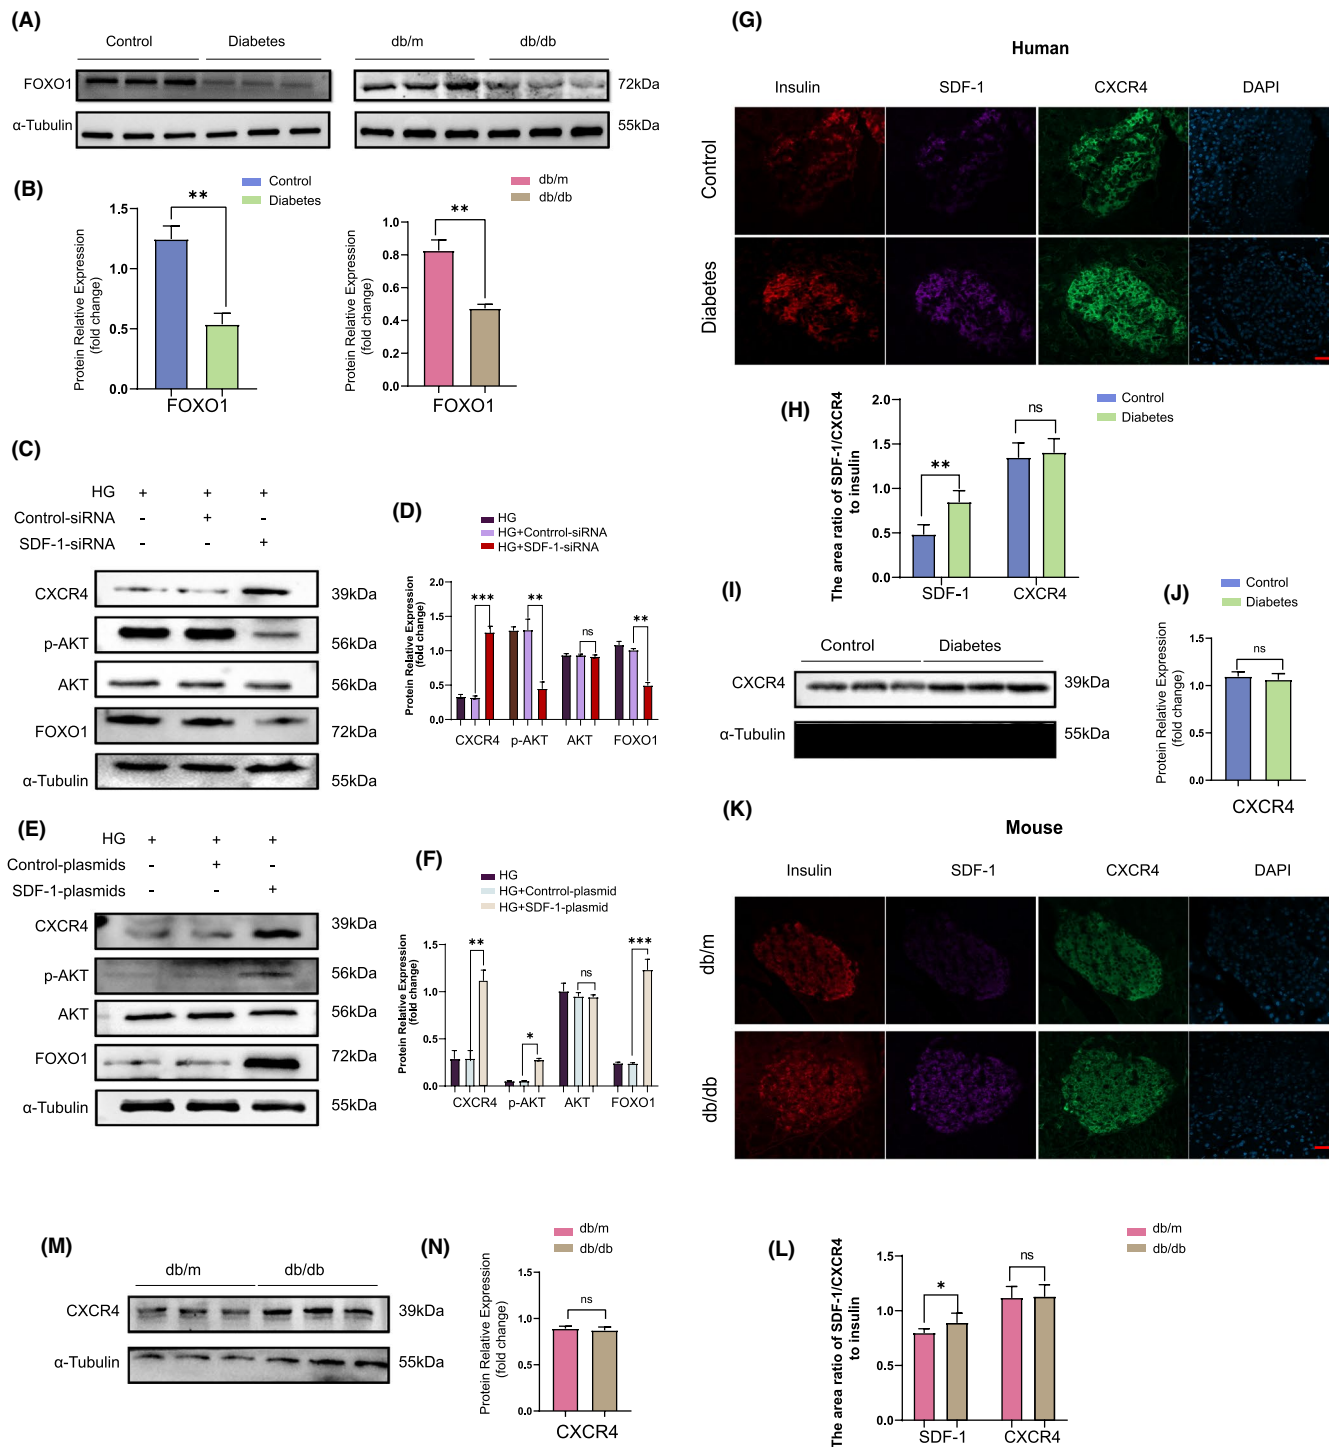 (A)
Control Diabetes db/m db/db
FOXO1 72kDa
α-Tubulin 55kDa
(B)
Control
Diabetes
Protein Relative Expression
(fold change)
1.5
1.0
0.5
0.0
**
FOXO1
db/m
db/db
Protein Relative Expression
(fold change)
1.0
0.8
0.6
0.4
0.2
0.0
**
FOXO1
(C)
HG + + +
Control-siRNA - + -
SDF-1-siRNA - - +
CXCR4 39kDa
p-AKT 56kDa
AKT 56kDa
FOXO1 72kDa
α-Tubulin 55kDa
(D)
HG
HG+Contrrol-siRNA
HG+SDF-1-siRNA
Protein Relative Expression
(fold change)
2.0
1.5
1.0
0.5
0.0
*** ** ns **
CXCR4 p-AKT AKT FOXO1
(E)
HG + + +
Control-plasmids - + -
SDF-1-plasmids - - +
CXCR4 39kDa
p-AKT 56kDa
AKT 56kDa
FOXO1 72kDa
α-Tubulin 55kDa
(F)
HG
HG+Contrrol-plasmid
HG+SDF-1-plasmid
Protein Relative Expression
(fold change)
1.5
1.0
0.5
0.0
** * ns ***
CXCR4 p-AKT AKT FOXO1
(G)
Human
Insulin SDF-1 CXCR4 DAPI
Control
Diabetes
(H)
Control
Diabetes
The area ratio of SDF-1/CXCR4
to insulin
2.0
1.5
1.0
0.5
0.0
** ns
SDF-1 CXCR4
(I)
Control Diabetes
CXCR4 39kDa
α-Tubulin 55kDa
(J)
Control
Diabetes
Protein Relative Expression
(fold change)
1.5
1.0
0.5
0.0
ns
CXCR4
(K)
Mouse
Insulin SDF-1 CXCR4 DAPI
db/m
db/db
(L)
db/m
db/db
The area ratio of SDF-1/CXCR4
to insulin
1.5
1.0
0.5
0.0
* ns
SDF-1 CXCR4
(M)
db/m db/db
CXCR4 39kDa
α-Tubulin 55kDa
(N)
db/m
db/db
Protein Relative Expression
(fold change)
1.5
1.0
0.5
0.0
ns
CXCR4